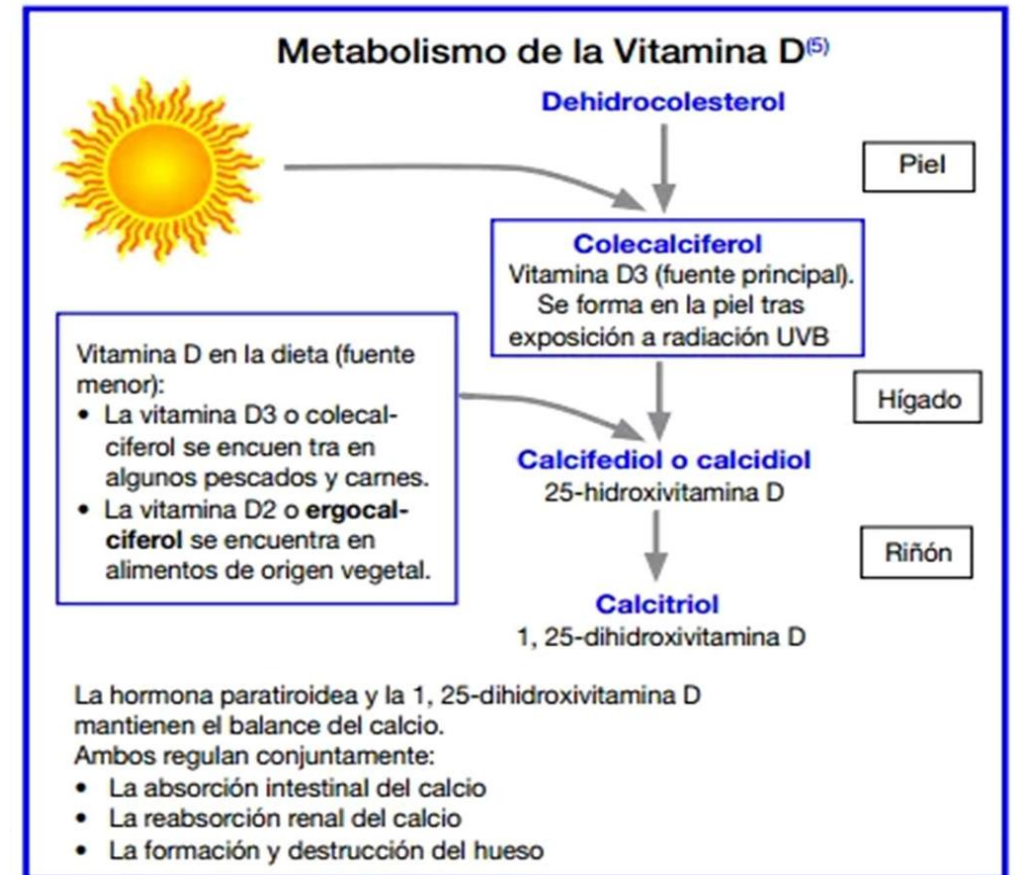 Metabolismo de la Vitamina D(5)
Dehidrocolesterol
Piel
Colecalciferol
Vitamina D3 (fuente principal).
Se forma en la piel tras
exposición a radiación UVB
Vitamina D en la dieta (fuente
menor):
• La vitamina D3 o colecal-
ciferol se encuen tra en
algunos pescados y carnes.
• La vitamina D2 o ergocal-
ciferol se encuentra en
alimentos de origen vegetal.
Hígado
Calcifediol o calcidiol
25-hidroxivitamina D
Riñón
Calcitriol
1, 25-dihidroxivitamina D
La hormona paratiroidea y la 1, 25-dihidroxivitamina D
mantienen el balance del calcio.
Ambos regulan conjuntamente:
• La absorción intestinal del calcio
• La reabsorción renal del calcio
• La formación y destrucción del hueso